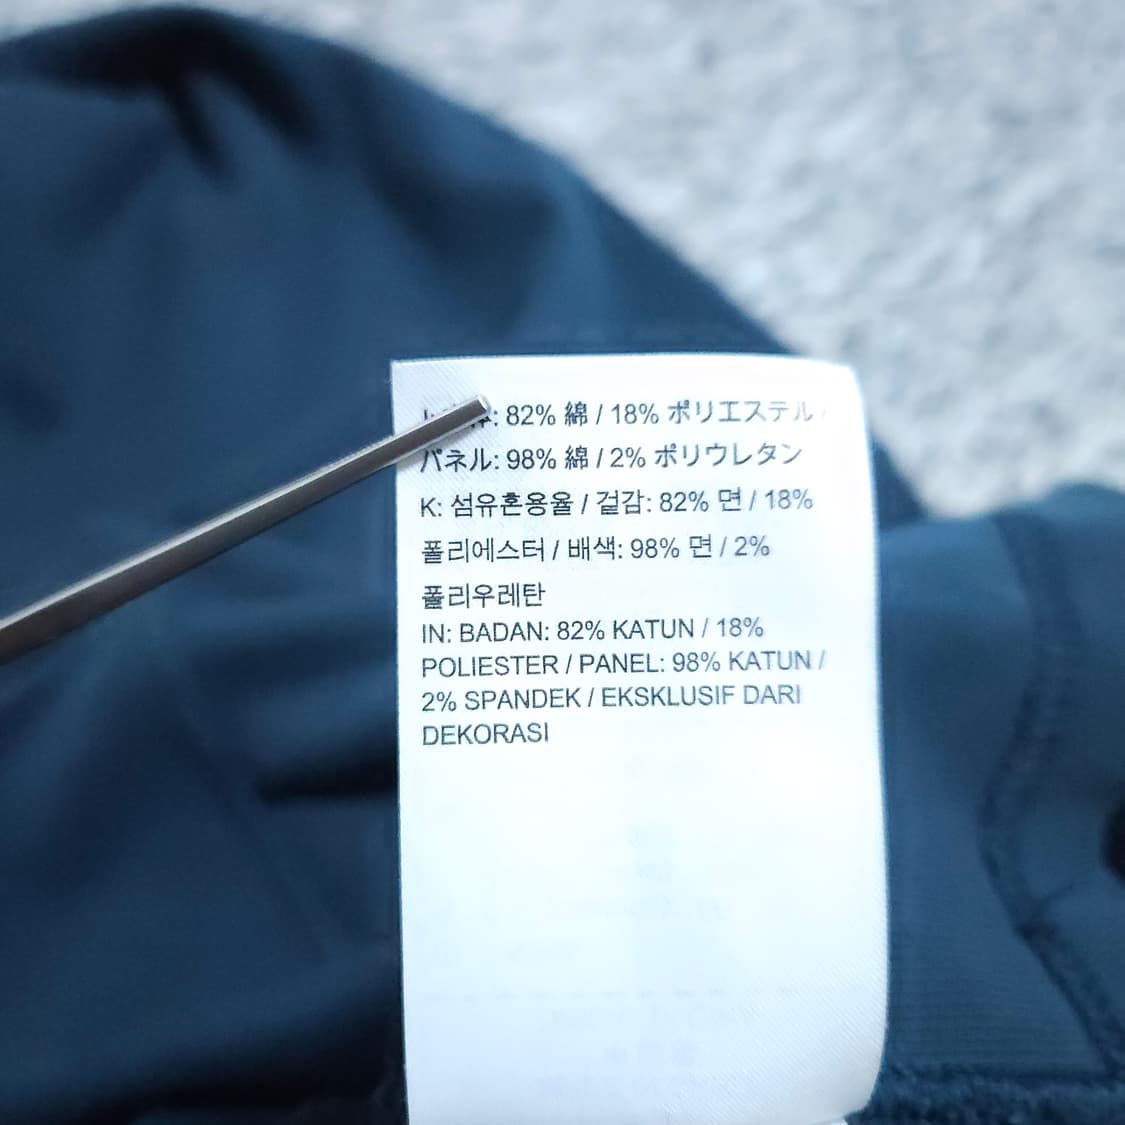 : 82% 綿 / 18% ポリエステル /
パネル: 98% 綿 / 2% ポリウレタン
K: 섬유혼용율 / 겉감: 82% 면 / 18%
폴리에스터 / 배색: 98% 면 / 2%
폴리우레탄
IN: BADAN: 82% KATUN / 18%
POLIESTER / PANEL: 98% KATUN /
2% SPANDEK / EKSKLUSIF DARI
DEKORASI